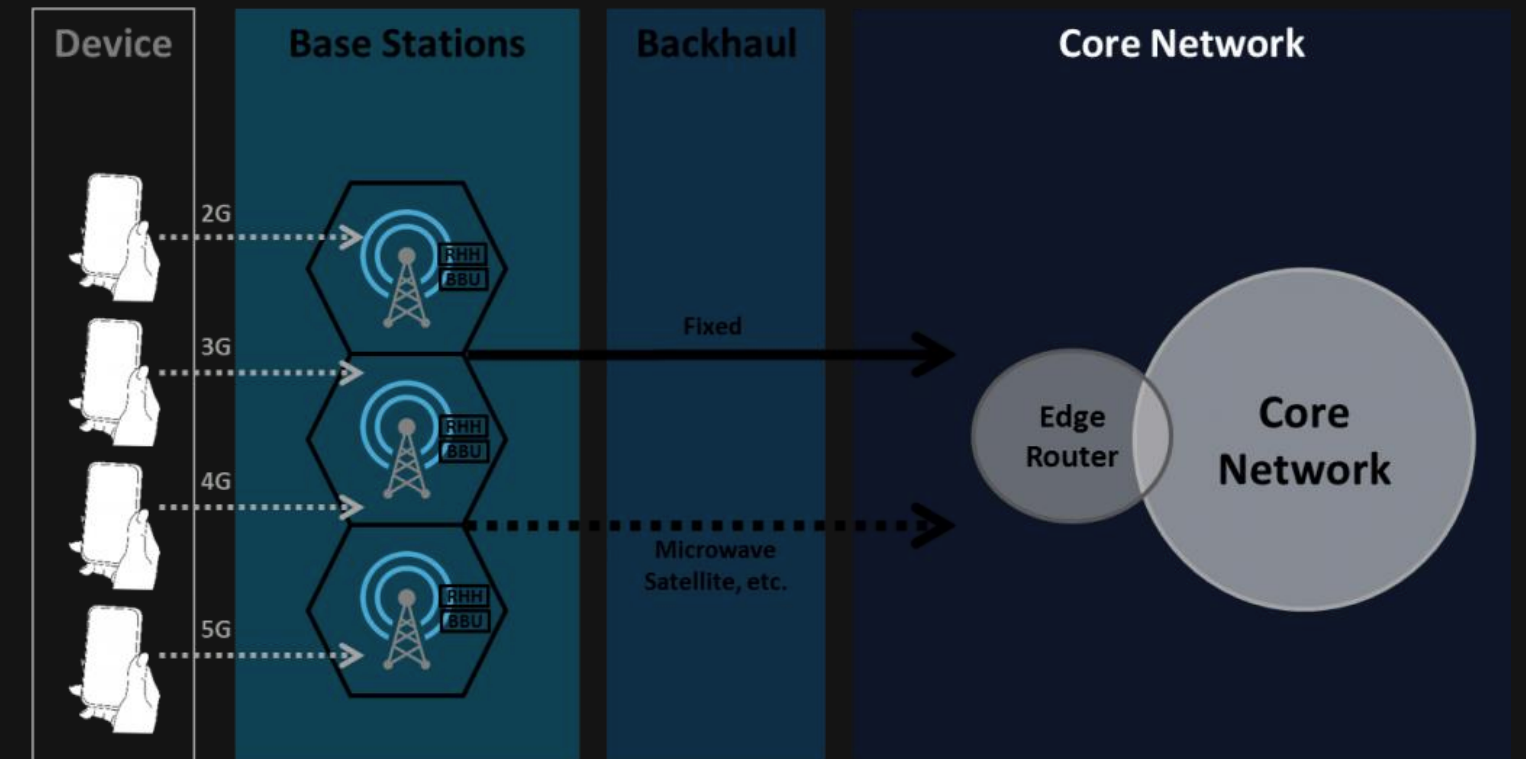 Device
Base Stations
Backhaul
Core Network
2G
3G
4G
5G
RHH
BBU
RHH
BBU
RHH
BBU
Fixed
Microwave
Satellite, etc.
Edge
Router
Core
Network